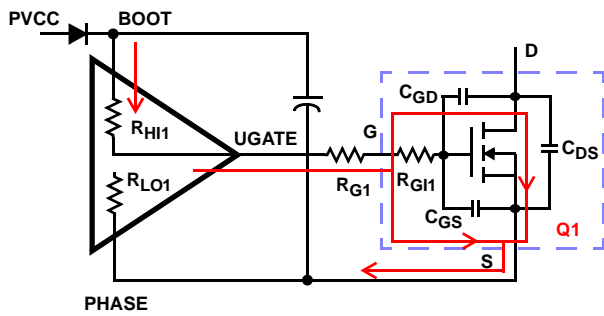 PVCC
BOOT
D
CGD
RHI1
UGATE
G
CDS
RLO1
RG1
RGI1
CGS
Q1
S
PHASE